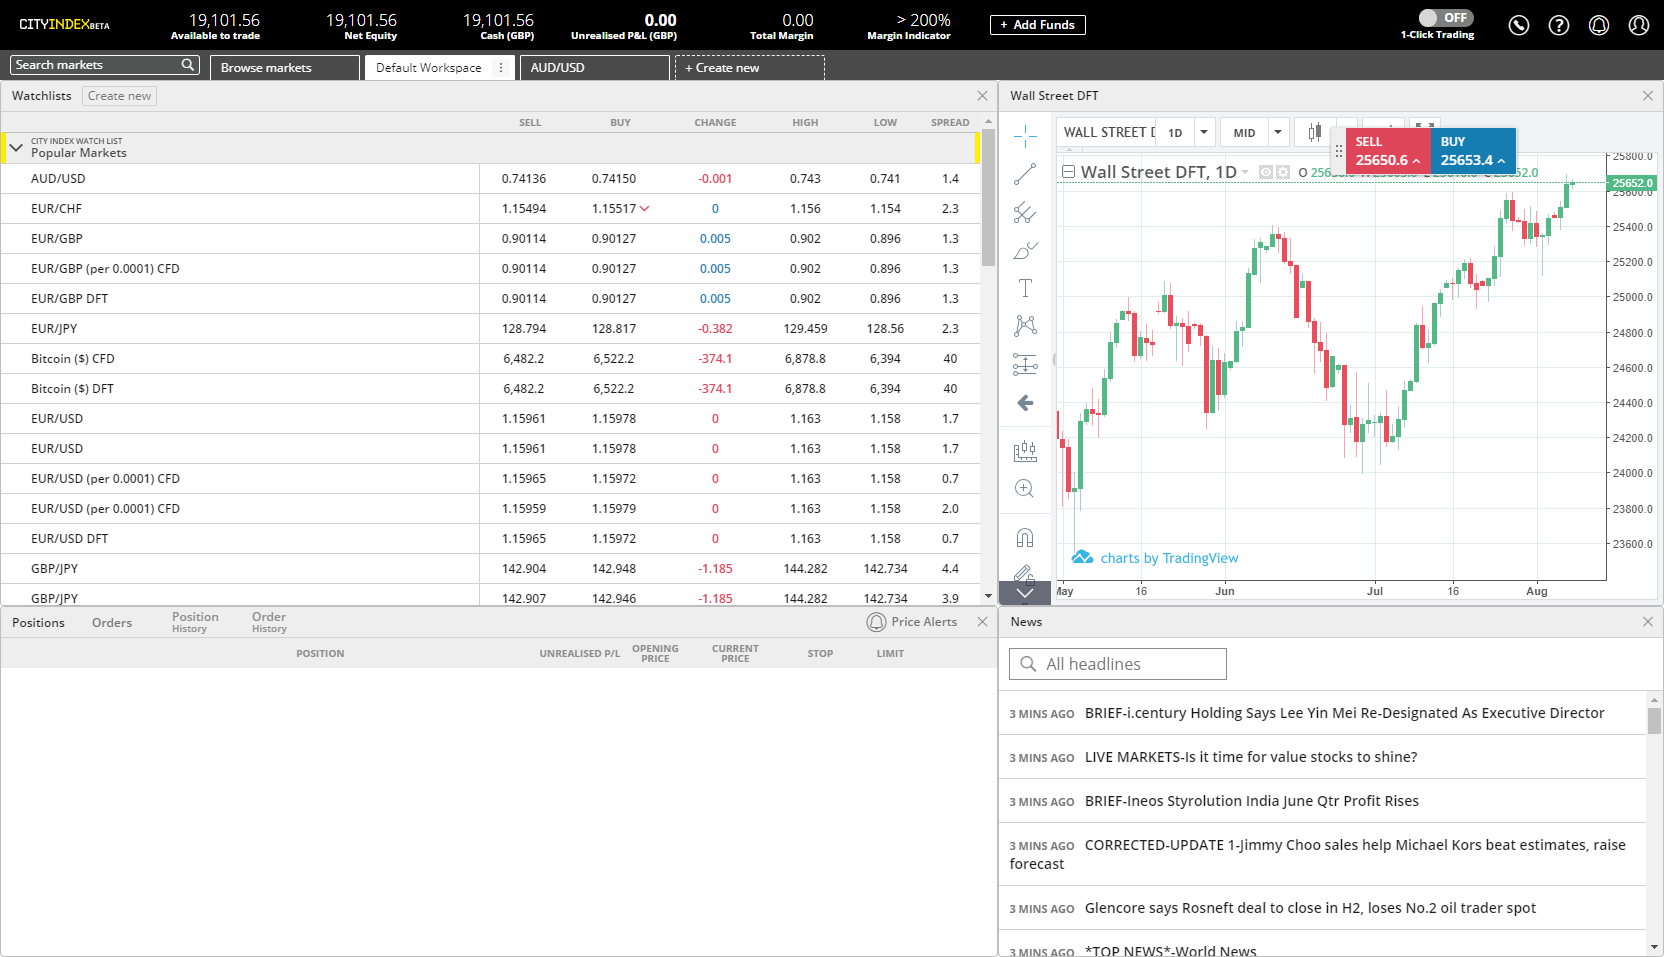 CITYINDEXBETA
19,101.56
Available to trade
19,101.56
Net Equity
19,101.56
Cash (GBP)
0.00
Unrealised P&L (GBP)
0.00
Total Margin
> 200%
Margin Indicator
+ Add Funds
OFF
1-Click Trading
Search markets
Browse markets
Default Workspace
AUD/USD
+ Create new
Watchlists Create new
SELL BUY CHANGE HIGH LOW SPREAD
CITY INDEX WATCH LIST
Popular Markets
AUD/USD 0.74136 0.74150 -0.001 0.743 0.741 1.4
EUR/CHF 1.15494 1.15517 0 1.156 1.154 2.3
EUR/GBP 0.90114 0.90127 0.005 0.902 0.896 1.3
EUR/GBP (per 0.0001) CFD 0.90114 0.90127 0.005 0.902 0.896 1.3
EUR/GBP DFT 0.90114 0.90127 0.005 0.902 0.896 1.3
EUR/JPY 128.794 128.817 -0.382 129.459 128.56 2.3
Bitcoin ($) CFD 6,482.2 6,522.2 -374.1 6,878.8 6,394 40
Bitcoin ($) DFT 6,482.2 6,522.2 -374.1 6,878.8 6,394 40
EUR/USD 1.15961 1.15978 0 1.163 1.158 1.7
EUR/USD 1.15961 1.15978 0 1.163 1.158 1.7
EUR/USD (per 0.0001) CFD 1.15965 1.15972 0 1.163 1.158 0.7
EUR/USD (per 0.0001) CFD 1.15959 1.15979 0 1.163 1.158 2.0
EUR/USD DFT 1.15965 1.15972 0 1.163 1.158 0.7
GBP/JPY 142.904 142.948 -1.185 144.282 142.734 4.4
GBP/JPY 142.907 142.946 -1.185 144.282 142.734 3.9
Wall Street DFT
WALL STREET 1D MID
SELL
25650.6
BUY
25653.4
Wall Street DFT, 1D O
25800.0
25652.0
25600.0
25400.0
25200.0
25000.0
24800.0
24600.0
24400.0
24200.0
24000.0
23800.0
23600.0
charts by TradingView
May 16 Jun Jul 16 Aug
Positions
Orders
Position
History
Order
History
Price Alerts
POSITION
UNREALISED P/L
OPENING
PRICE
CURRENT
PRICE
STOP
LIMIT
News
All headlines
3 MINS AGO BRIEF-i.century Holding Says Lee Yin Mei Re-Designated As Executive Director
3 MINS AGO LIVE MARKETS-Is it time for value stocks to shine?
3 MINS AGO BRIEF-Ineos Styrolution India June Qtr Profit Rises
3 MINS AGO CORRECTED-UPDATE 1-Jimmy Choo sales help Michael Kors beat estimates, raise
forecast
3 MINS AGO Glencore says Rosneft deal to close in H2, loses No.2 oil trader spot
3 MINS AGO *TOP NEWS*-World News